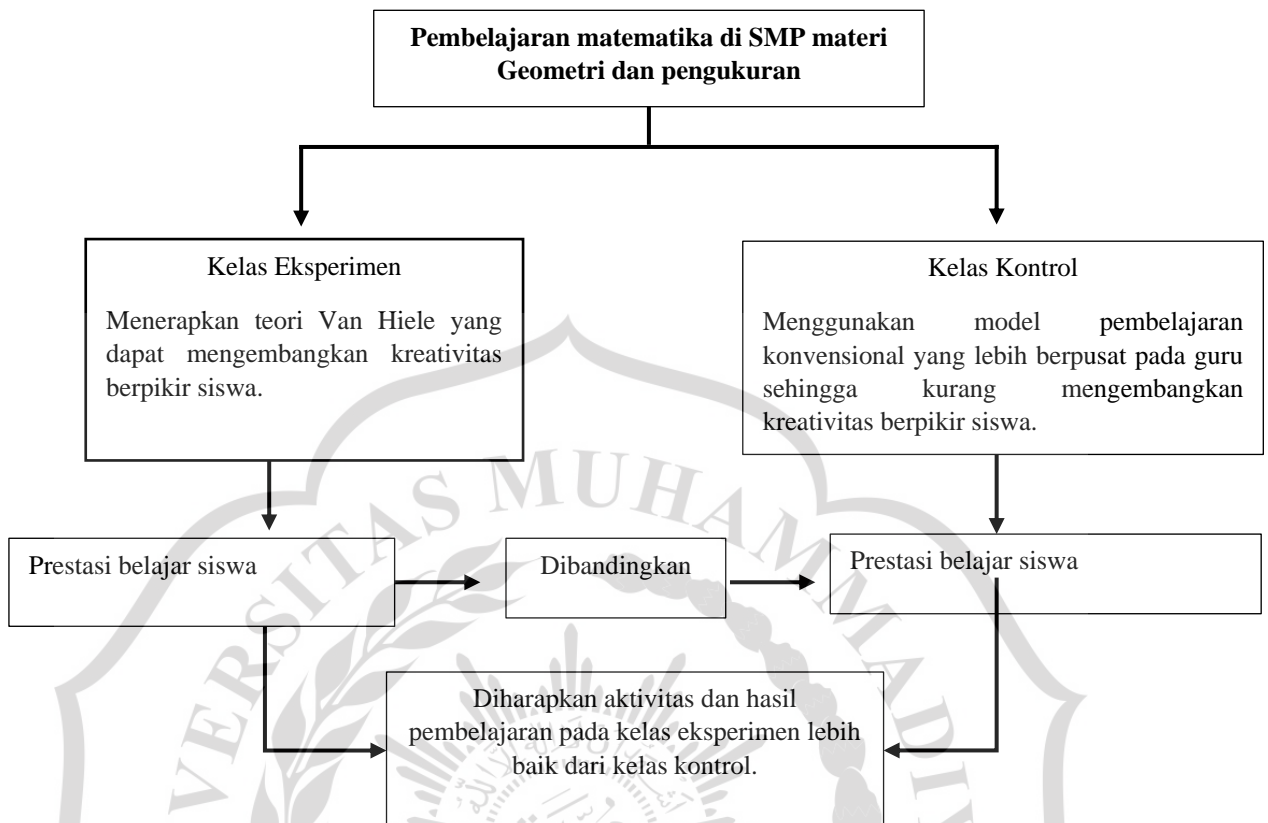 Pembelajaran matematika di SMP materi
Geometri dan pengukuran
Kelas Eksperimen
Menerapkan teori Van Hiele yang
dapat mengembangkan kreativitas
berpikir siswa.
Kelas Kontrol
Menggunakan model pembelajaran
konvensional yang lebih berpusat pada guru
sehingga kurang mengembangkan
kreativitas berpikir siswa.
Prestasi belajar siswa
Dibandingkan
Prestasi belajar siswa
Diharapkan aktivitas dan hasil
pembelajaran pada kelas eksperimen lebih
baik dari kelas kontrol.